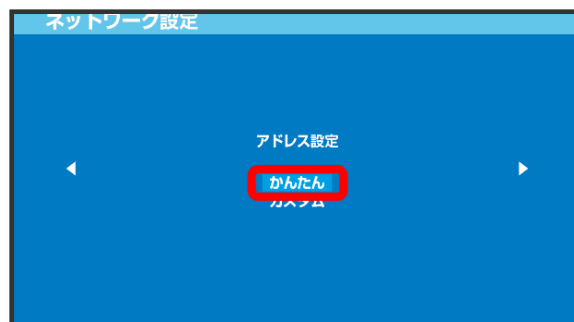 ネットワーク設定
アドレス設定
かんたん
カスタム